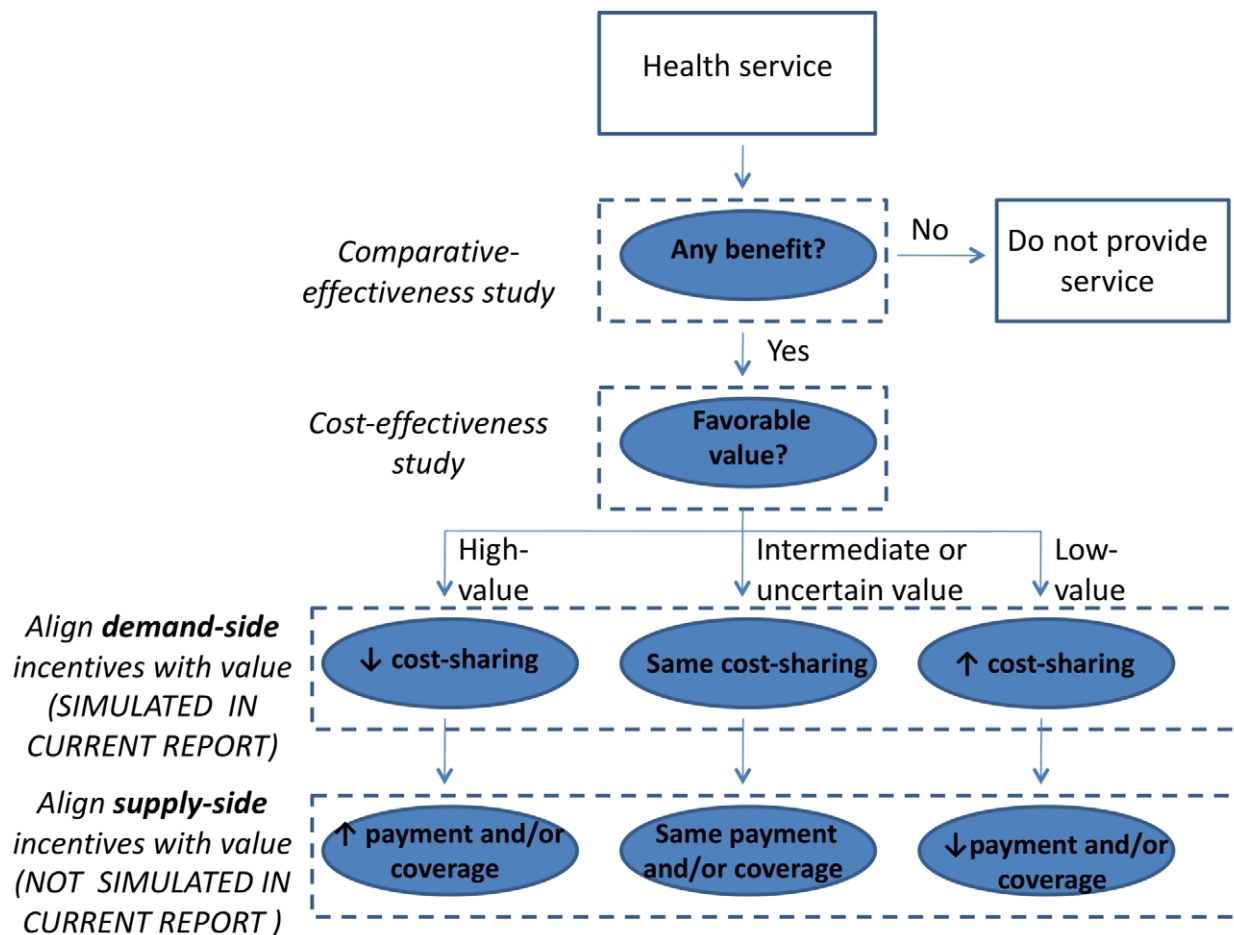 Health service
Comparative-
effectiveness study
Any benefit?
No
Do not provide
service
Yes
Cost-effectiveness
study
Favorable
value?
High-
value
Intermediate or
uncertain value
Low-
value
Align demand-side
incentives with value
(SIMULATED IN
CURRENT REPORT)
↓ cost-sharing
Same cost-sharing
↑ cost-sharing
Align supply-side
incentives with value
(NOT SIMULATED IN
CURRENT REPORT )
↑ payment and/or
coverage
Same payment
and/or coverage
↓payment and/or
coverage